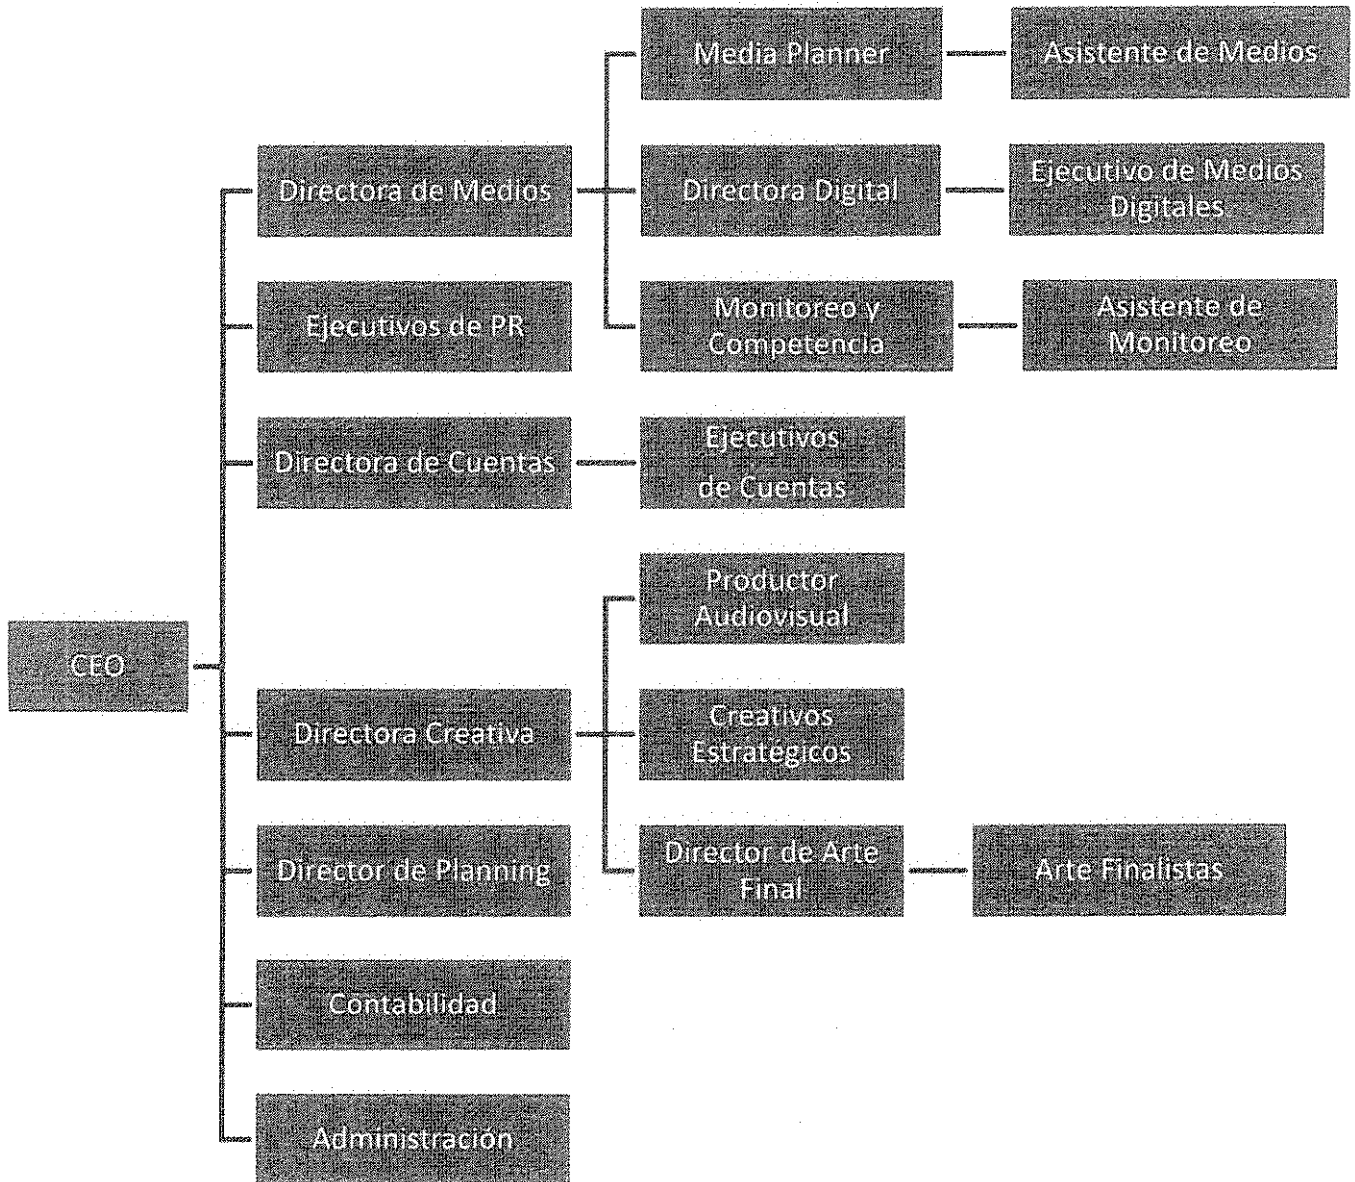 Media Planner
Asistente de Medios
Directora de Medios
Directora Digital
Ejecutivo de Medios
Digitales
Ejecutivos de PR
Monitoreo y
Competencia
Asistente de
Monitoreo
Directora de Cuentas
Ejecutivos
de Cuentas
Productor
Audiovisual
CEO
Directora Creativa
Creativos
Estratégicos
Director de Planning
Director de Arte
Final
Arte Finalistas
Contabilidad
Administración